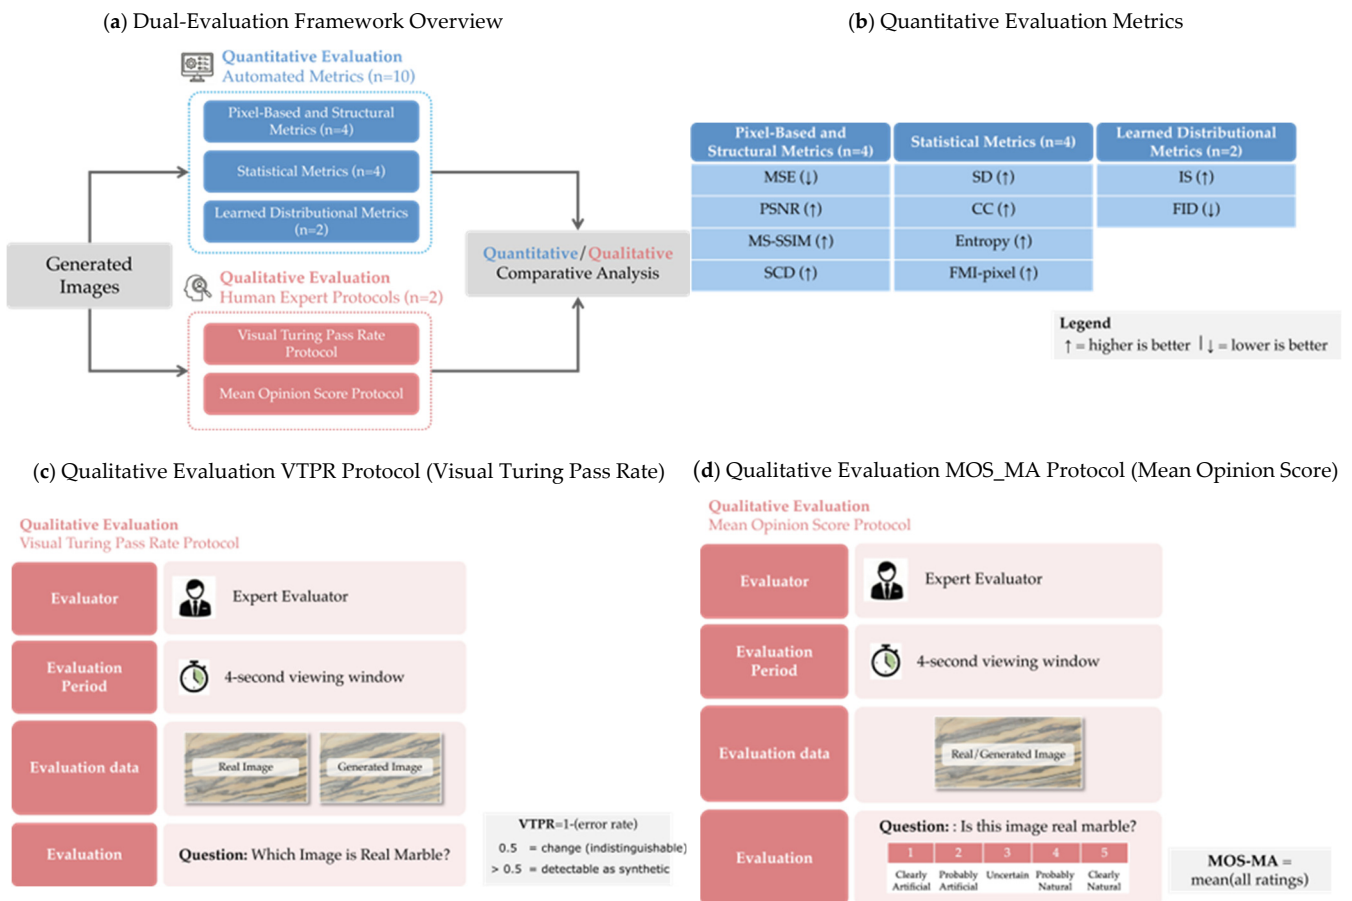 (a) Dual-Evaluation Framework Overview
Quantitative Evaluation
Automated Metrics (n=10)
Pixel-Based and Structural
Metrics (n=4)
Statistical Metrics (n=4)
Learned Distributional Metrics
(n=2)
Generated
Images
Quantitative/Qualitative
Comparative Analysis
Qualitative Evaluation
Human Expert Protocols (n=2)
Visual Turing Pass Rate
Protocol
Mean Opinion Score Protocol
(b) Quantitative Evaluation Metrics
Pixel-Based and
Structural Metrics (n=4)
Statistical Metrics (n=4)
Learned Distributional
Metrics (n=2)
MSE (↓)
SD (↑)
IS (↑)
PSNR (↑)
CC (↑)
FID (↓)
MS-SSIM (↑)
Entropy (↑)
SCD (↑)
FMI-pixel (↑)
Legend
↑ = higher is better | ↓ = lower is better
(c) Qualitative Evaluation VTPR Protocol (Visual Turing Pass Rate)
Qualitative Evaluation
Visual Turing Pass Rate Protocol
Evaluator
Expert Evaluator
Evaluation
Period
4-second viewing window
Evaluation data
Real Image
Generated Image
Evaluation
Question: Which Image is Real Marble?
VTPR=1-(error rate)
0.5 = change (indistinguishable)
> 0.5 = detectable as synthetic
(d) Qualitative Evaluation MOS_MA Protocol (Mean Opinion Score)
Qualitative Evaluation
Mean Opinion Score Protocol
Evaluator
Expert Evaluator
Evaluation
Period
4-second viewing window
Evaluation data
Real/Generated Image
Evaluation
Question: : Is this image real marble?
1 2 3 4 5
Clearly Artificial
Probably Artificial
Uncertain
Probably Natural
Clearly Natural
MOS-MA =
mean(all ratings)